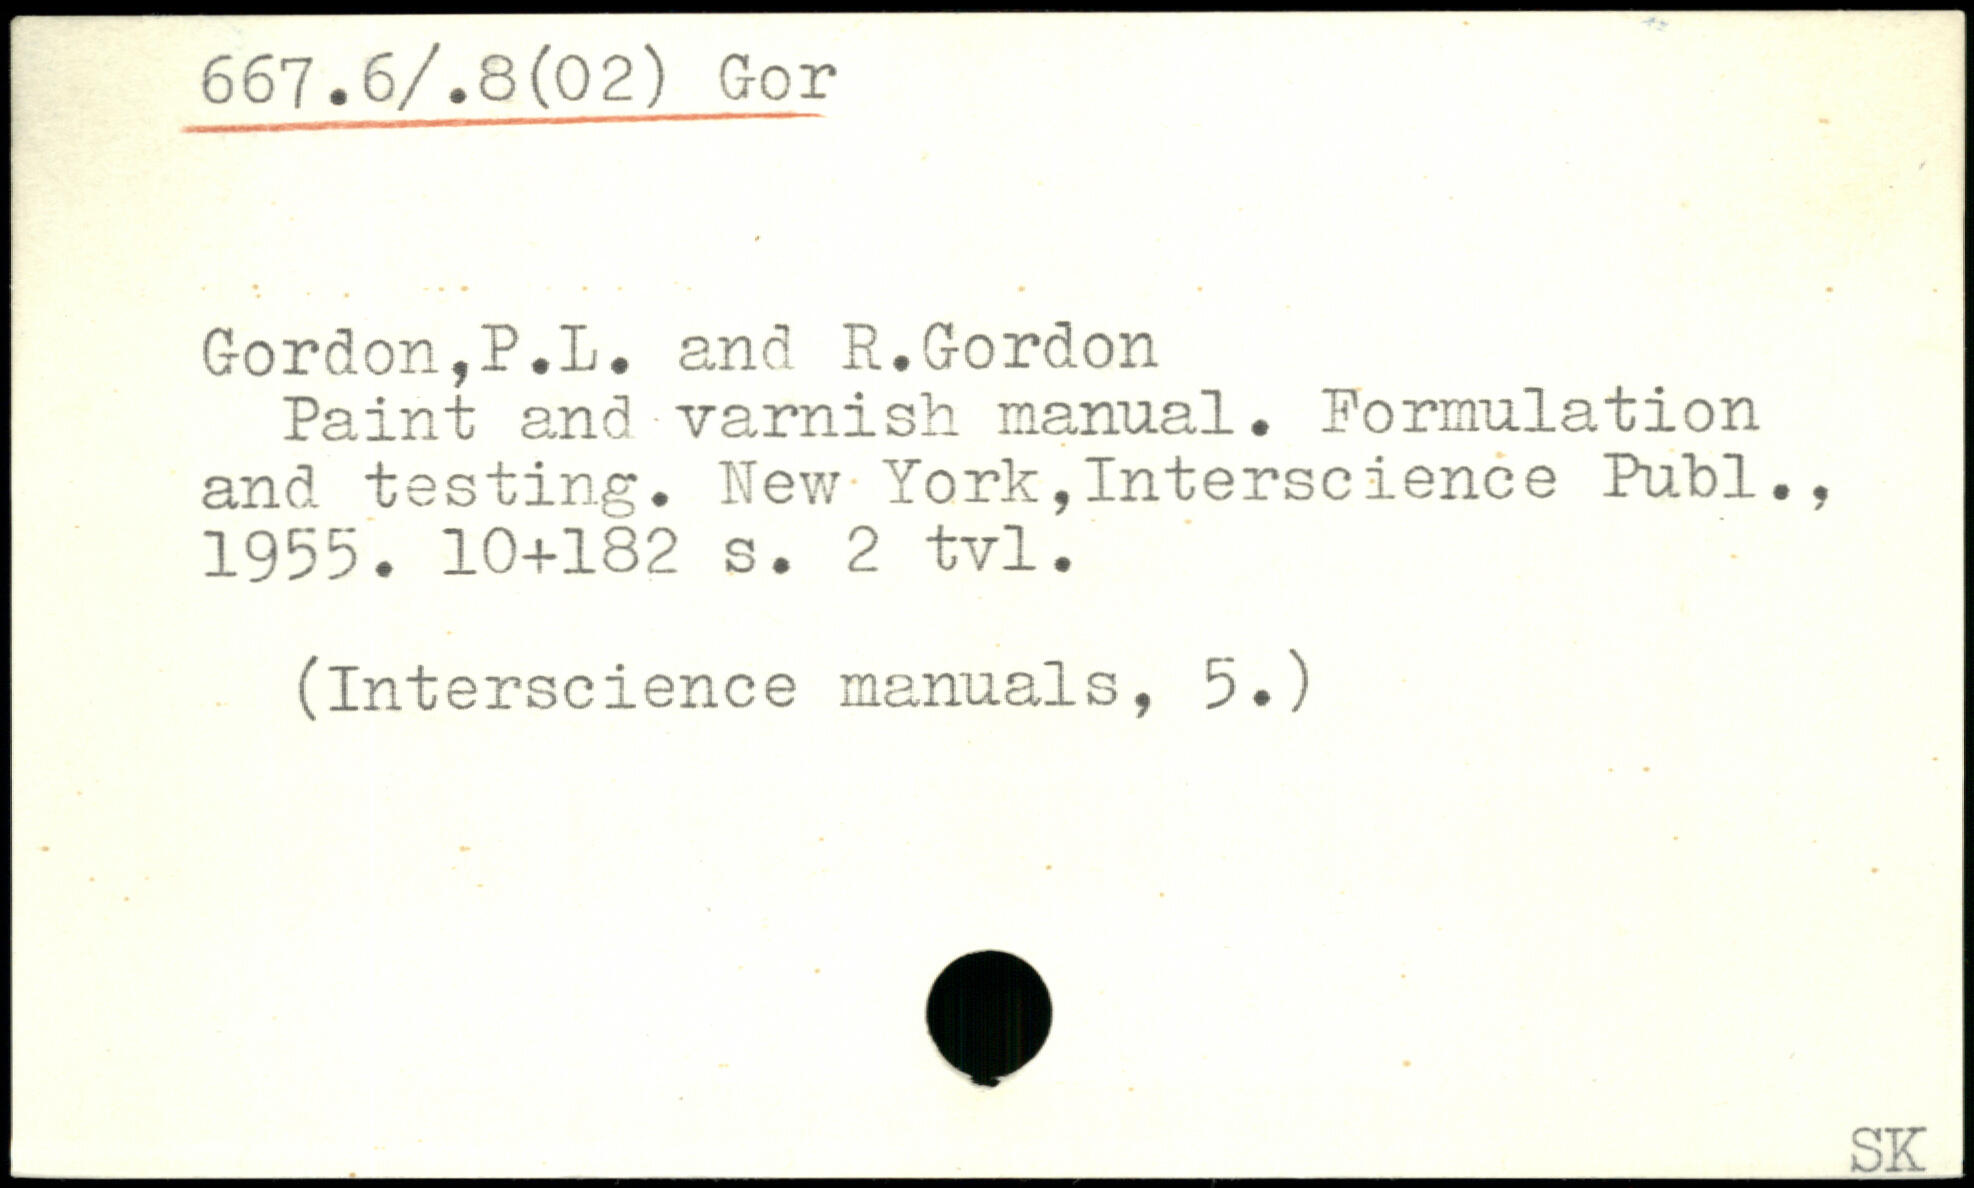 667.6/.8(02) Gor
Gordon,P.L. and R.Gordon
Paint and varnish manual. Formulation
and testing. New York,Interscience Publ.,
1955. 10+182 s. 2 tvl.
(Interscience manuals, 5.)
SK